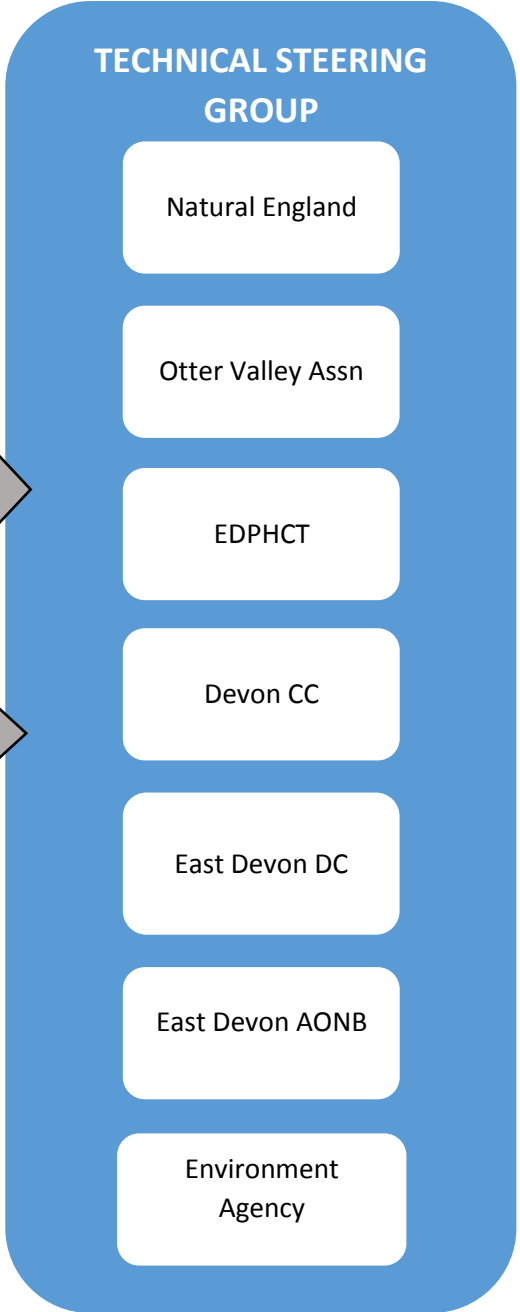 TECHNICAL STEERING
GROUP
Natural England
Otter Valley Assn
EDPHCT
Devon CC
East Devon DC
East Devon AONB
Environment
Agency